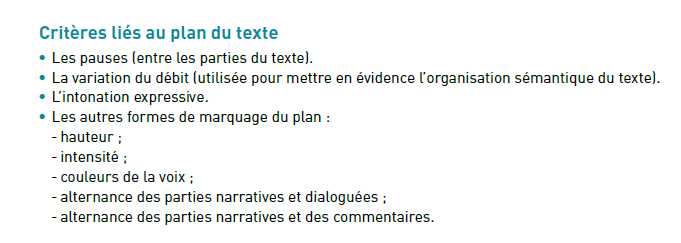 Critères liés au plan du texte
• Les pauses (entre les parties du texte).
• La variation du débit (utilisée pour mettre en évidence l'organisation sémantique du texte).
• L'intonation expressive.
• Les autres formes de marquage du plan :
- hauteur ;
- intensité ;
- couleurs de la voix ;
- alternance des parties narratives et dialoguées ;
- alternance des parties narratives et des commentaires.